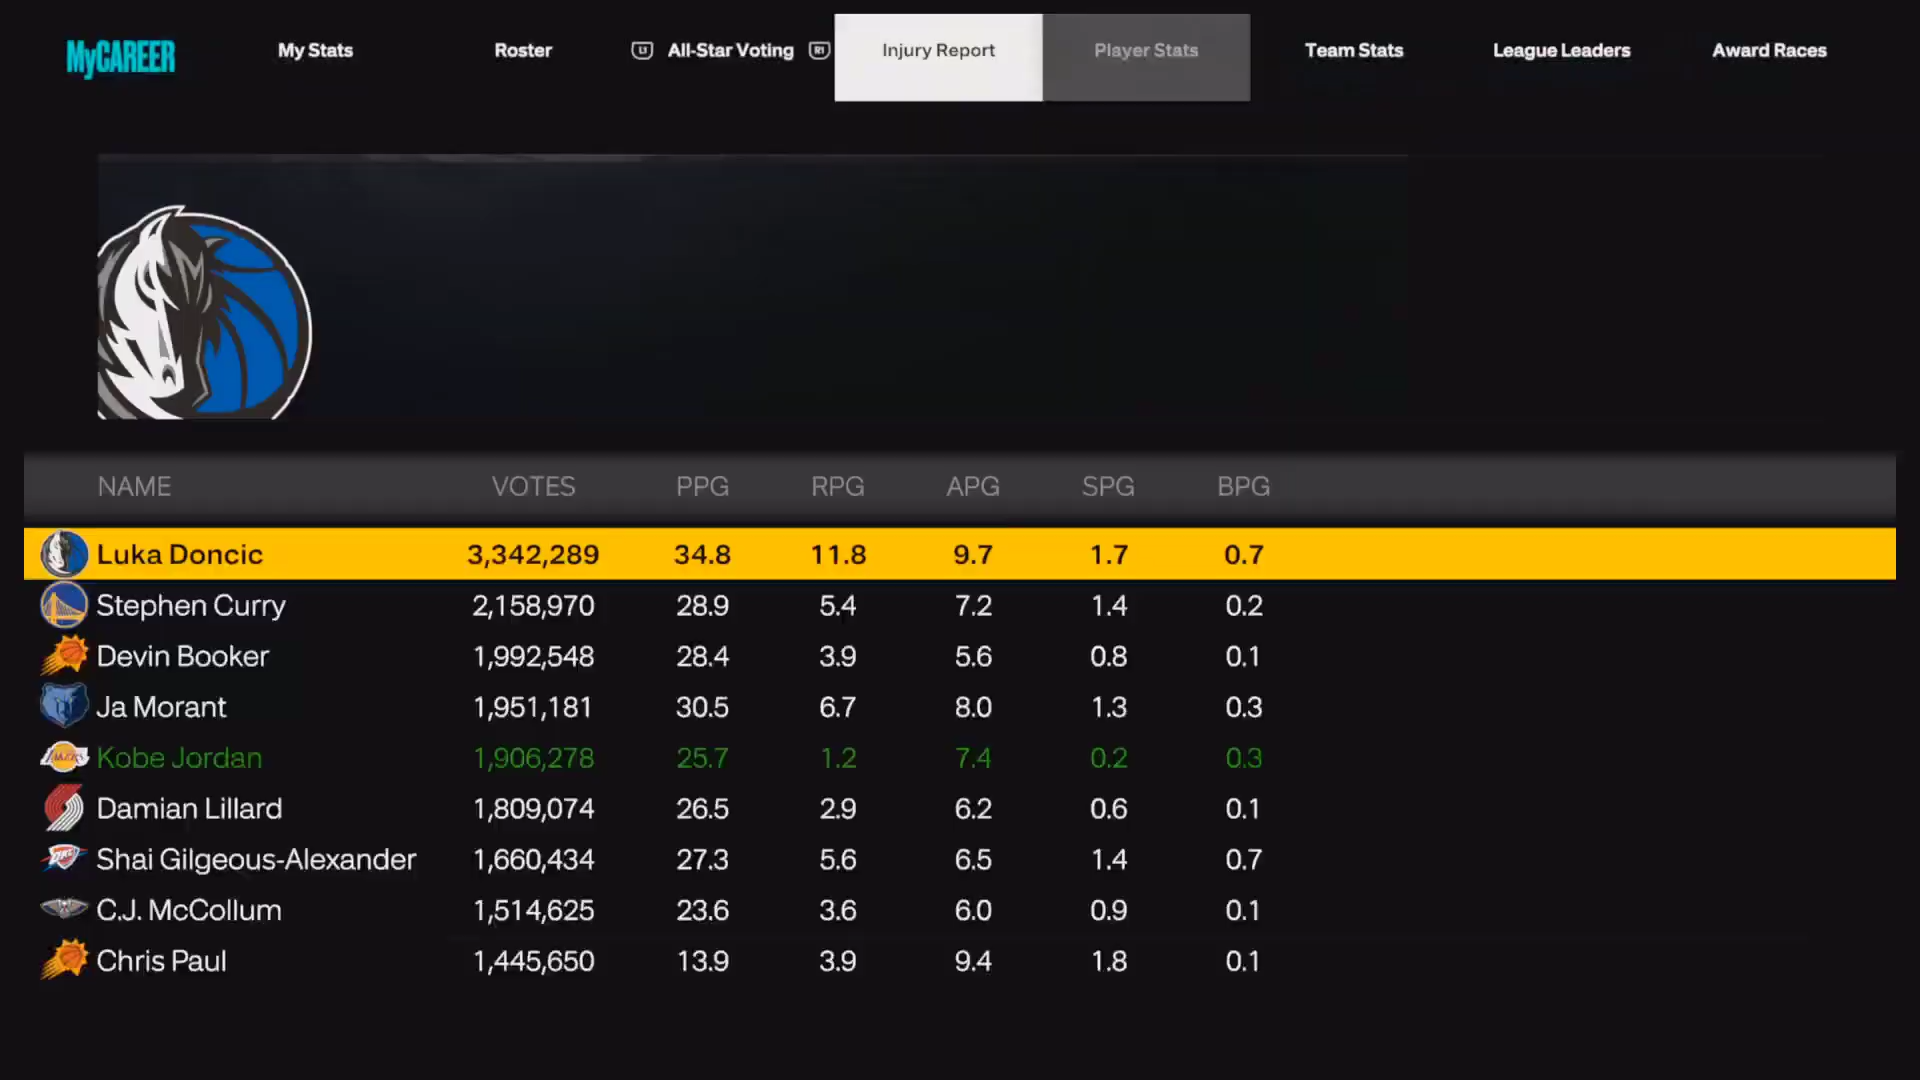 MyCAREER My Stats Roster L1 All-Star Voting R1 Injury Report Player Stats Team Stats League Leaders Award Races
NAME VOTES PPG RPG APG SPG BPG
Luka Doncic 3,342,289 34.8 11.8 9.7 1.7 0.7
Stephen Curry 2,158,970 28.9 5.4 7.2 1.4 0.2
Devin Booker 1,992,548 28.4 3.9 5.6 0.8 0.1
Ja Morant 1,951,181 30.5 6.7 8.0 1.3 0.3
Kobe Jordan 1,906,278 25.7 1.2 7.4 0.2 0.3
Damian Lillard 1,809,074 26.5 2.9 6.2 0.6 0.1
Shai Gilgeous-Alexander 1,660,434 27.3 5.6 6.5 1.4 0.7
C.J. McCollum 1,514,625 23.6 3.6 6.0 0.9 0.1
Chris Paul 1,445,650 13.9 3.9 9.4 1.8 0.1